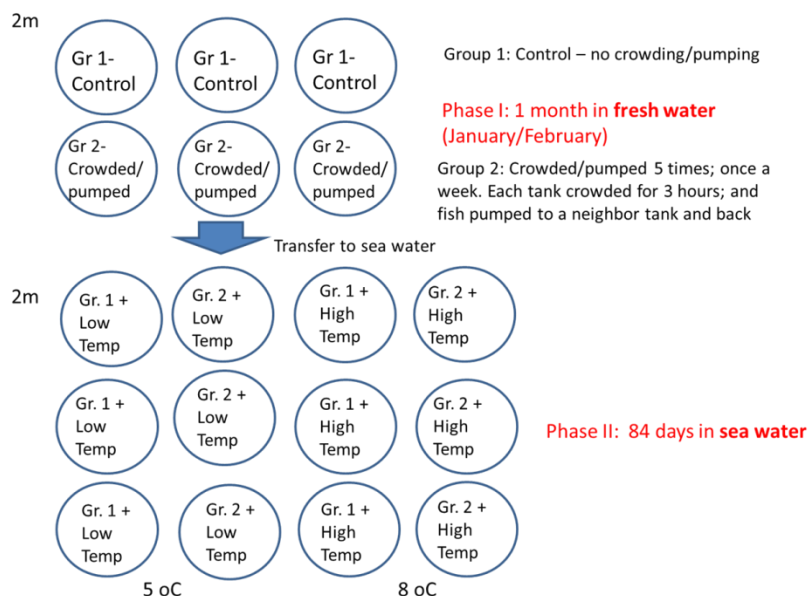 2m
Gr 1-
Control
Gr 1-
Control
Gr 1-
Control
Group 1: Control – no crowding/pumping
Phase I: 1 month in fresh water
(January/February)
Gr 2-
Crowded/
pumped
Gr 2-
Crowded/
pumped
Gr 2-
Crowded/
pumped
Group 2: Crowded/pumped 5 times; once a
week. Each tank crowded for 3 hours; and
fish pumped to a neighbor tank and back
Transfer to sea water
2m
Gr. 1 +
Low
Temp
Gr. 2 +
Low
Temp
Gr. 1 +
High
Temp
Gr. 2 +
High
Temp
Gr. 1 +
Low
Temp
Gr. 2 +
Low
Temp
Gr. 1 +
High
Temp
Gr. 2 +
High
Temp
Phase II: 84 days in sea water
Gr. 1 +
Low
Temp
Gr. 2 +
Low
Temp
Gr. 1 +
High
Temp
Gr. 2 +
High
Temp
5 oC
8 oC